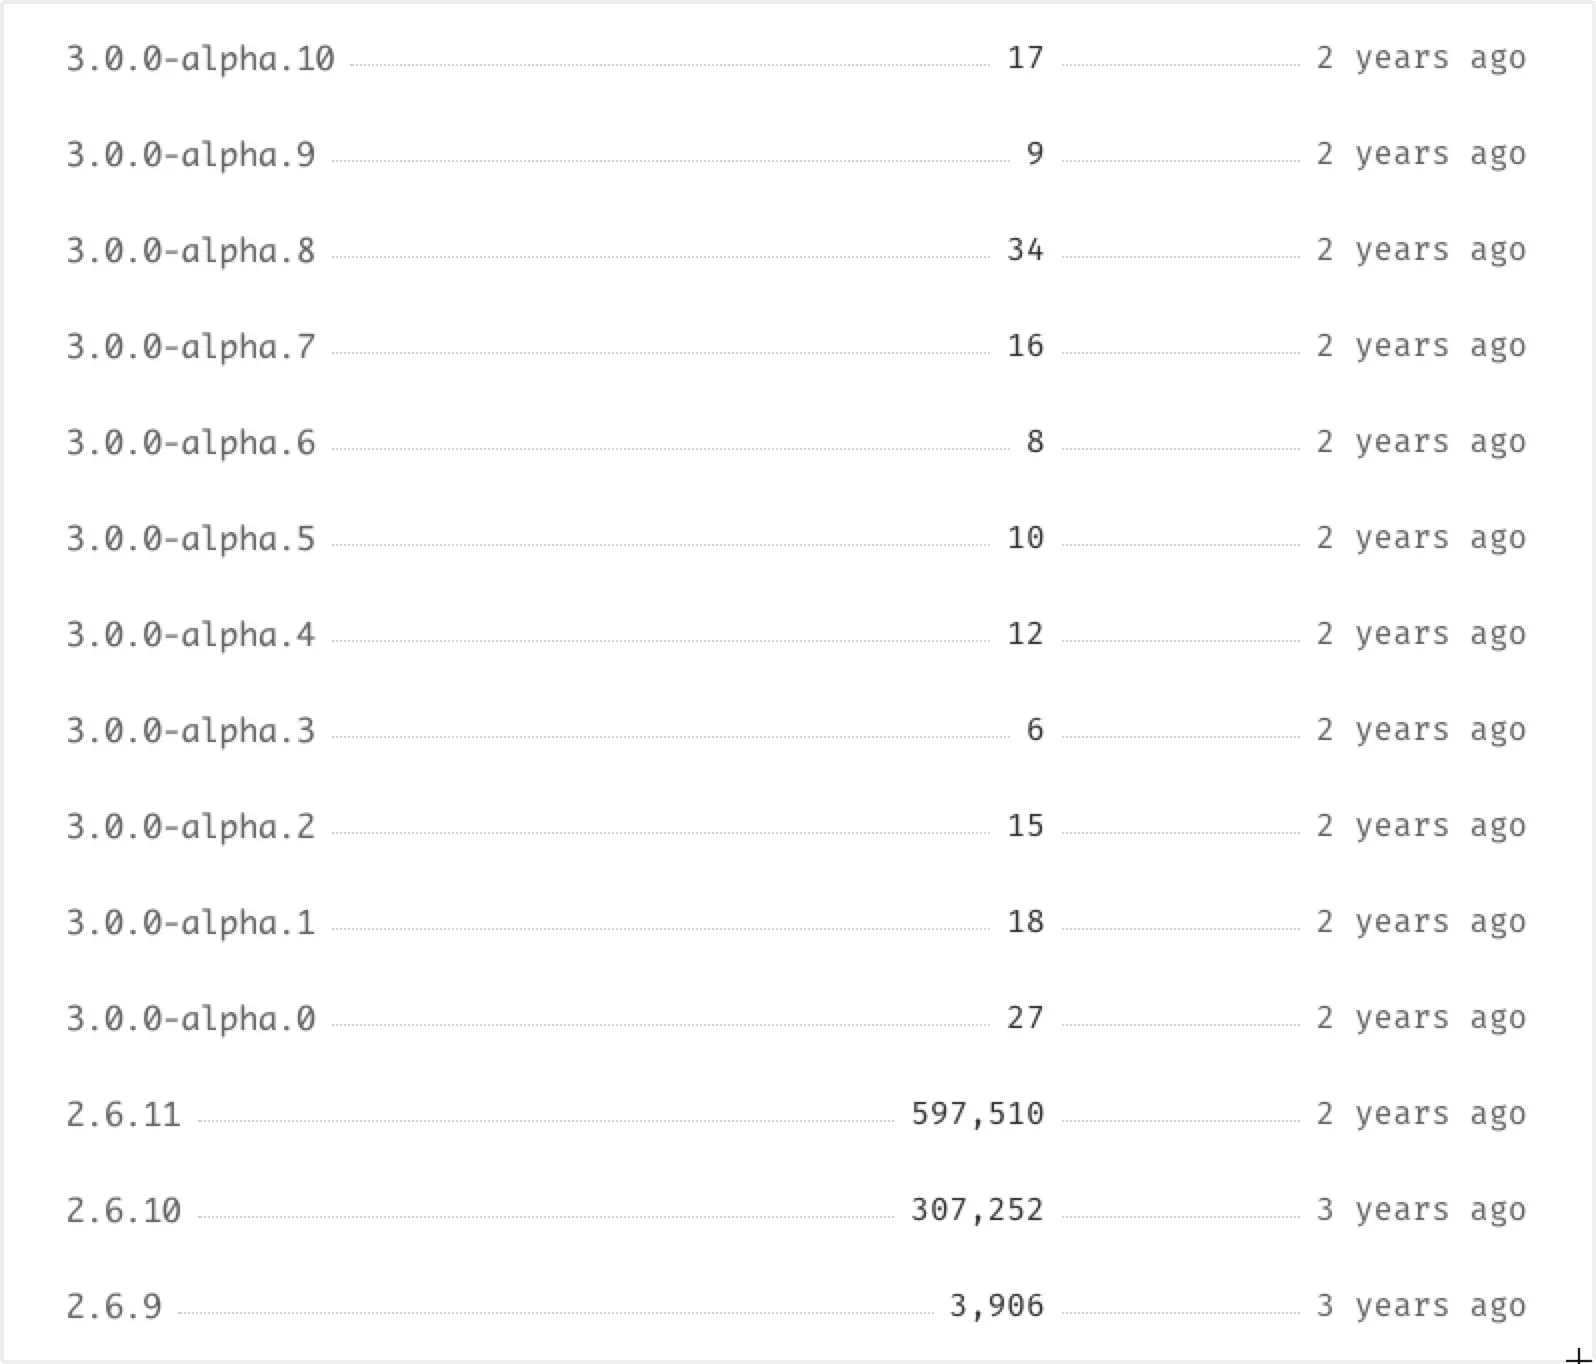 3.0.0-alpha.10 17 2 years ago
3.0.0-alpha.9 9 2 years ago
3.0.0-alpha.8 34 2 years ago
3.0.0-alpha.7 16 2 years ago
3.0.0-alpha.6 8 2 years ago
3.0.0-alpha.5 10 2 years ago
3.0.0-alpha.4 12 2 years ago
3.0.0-alpha.3 6 2 years ago
3.0.0-alpha.2 15 2 years ago
3.0.0-alpha.1 18 2 years ago
3.0.0-alpha.0 27 2 years ago
2.6.11 597,510 2 years ago
2.6.10 307,252 3 years ago
2.6.9 3,906 3 years ago